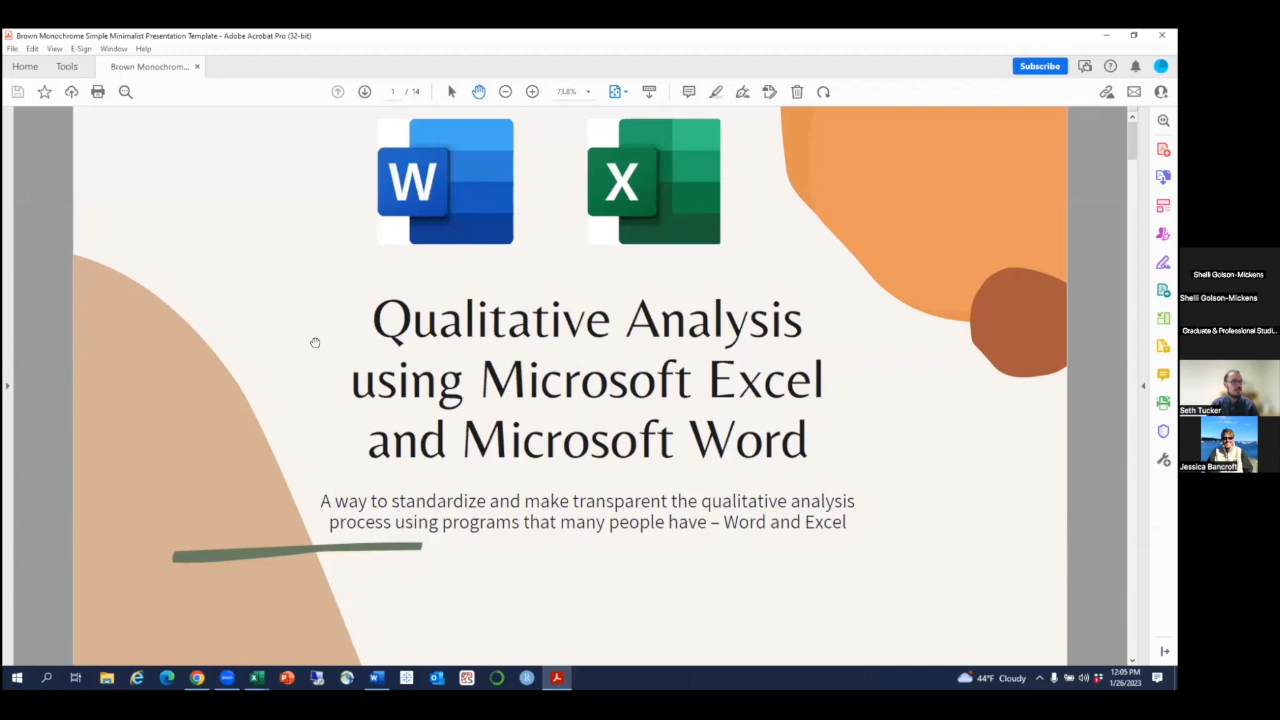 Brown Monochrome Simple Minimalist Presentation Template - Adobe Acrobat Pro (32-bit)
File Edit View E-Sign Window Help
Home Tools Brown Monochrom... ×
Subscribe
1 / 14 73.8%
W X
Qualitative Analysis
using Microsoft Excel
and Microsoft Word
A way to standardize and make transparent the qualitative analysis
process using programs that many people have – Word and Excel
Shelli Golson-Mickens
Shelli Golson-Mickens
Graduate & Professional Studi...
Seth Tucker
Jessica Bancroft
44°F Cloudy
12:05 PM
1/26/2023